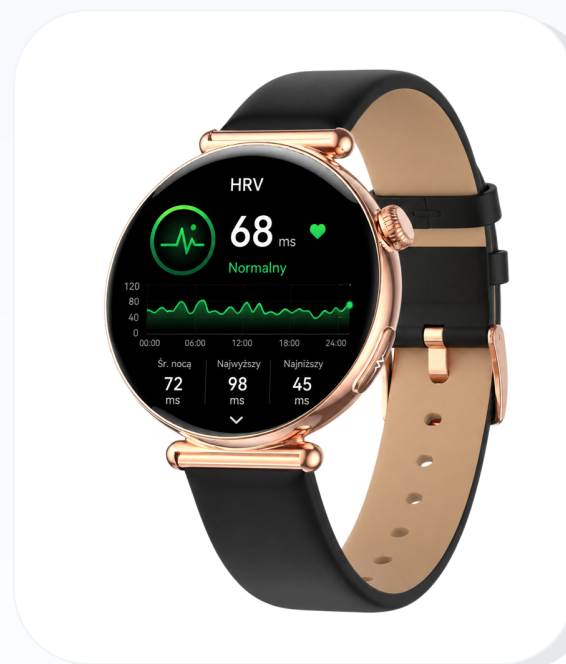 HRV
68 ms
Normalny
120
80
40
0
00:00 06:00 12:00 18:00 24:00
Śr. nocą Najwyższy Najniższy
72 98 45
ms ms ms